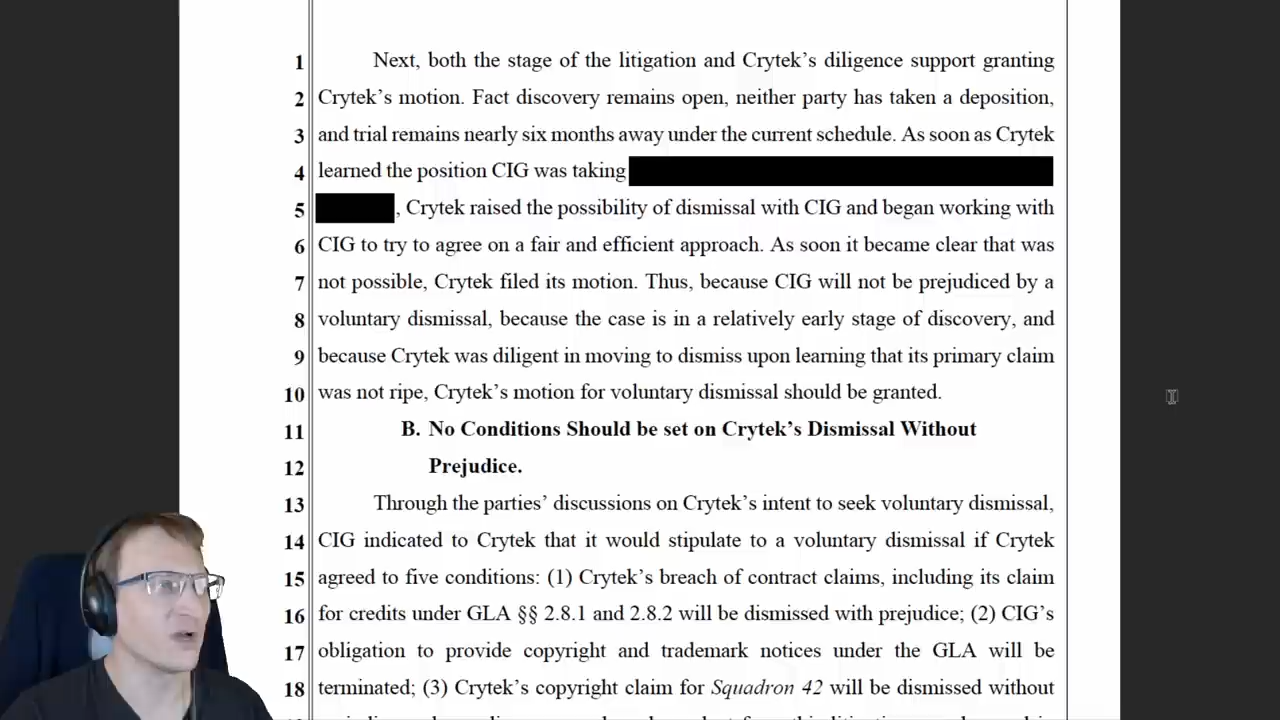 1 Next, both the stage of the litigation and Crytek's diligence support granting
2 Crytek's motion. Fact discovery remains open, neither party has taken a deposition,
3 and trial remains nearly six months away under the current schedule. As soon as Crytek
4 learned the position CIG was taking
5 , Crytek raised the possibility of dismissal with CIG and began working with
6 CIG to try to agree on a fair and efficient approach. As soon it became clear that was
7 not possible, Crytek filed its motion. Thus, because CIG will not be prejudiced by a
8 voluntary dismissal, because the case is in a relatively early stage of discovery, and
9 because Crytek was diligent in moving to dismiss upon learning that its primary claim
10 was not ripe, Crytek's motion for voluntary dismissal should be granted.
11 B. No Conditions Should be set on Crytek's Dismissal Without
12 Prejudice.
13 Through the parties' discussions on Crytek's intent to seek voluntary dismissal,
14 CIG indicated to Crytek that it would stipulate to a voluntary dismissal if Crytek
15 agreed to five conditions: (1) Crytek's breach of contract claims, including its claim
16 for credits under GLA §§ 2.8.1 and 2.8.2 will be dismissed with prejudice; (2) CIG's
17 obligation to provide copyright and trademark notices under the GLA will be
18 terminated; (3) Crytek's copyright claim for Squadron 42 will be dismissed without